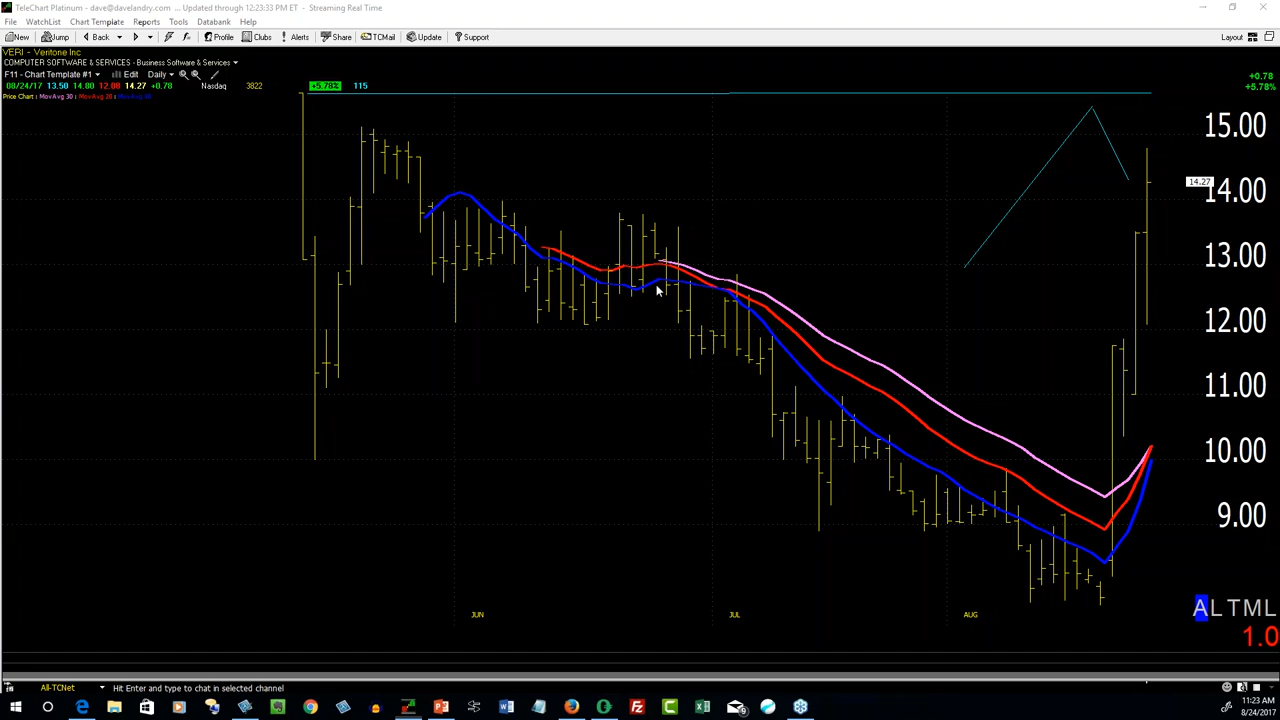 TeleChart Platinum - dave@davelandry.com ... Updated through 12:23:33 PM ET - Streaming Real Time
File WatchList Chart Template Reports Tools Databank Help
New Jump Back Profile Clubs Alerts Share TCMail Update Support Layout
VERI - Veritone Inc
COMPUTER SOFTWARE & SERVICES - Business Software & Services
F11 - Chart Template #1 Edit Daily
08/24/17 13.50 14.80 12.08 14.27 +0.78 Nasdaq 3822 +5.78% 115
+0.78
+5.78%
Price Chart
15.00
14.27
14.00
13.00
12.00
11.00
10.00
9.00
ALTML
JUN JUL AUG
1.0
All-TCNet Hit Enter and type to chat in selected channel
11:23 AM
8/24/2017